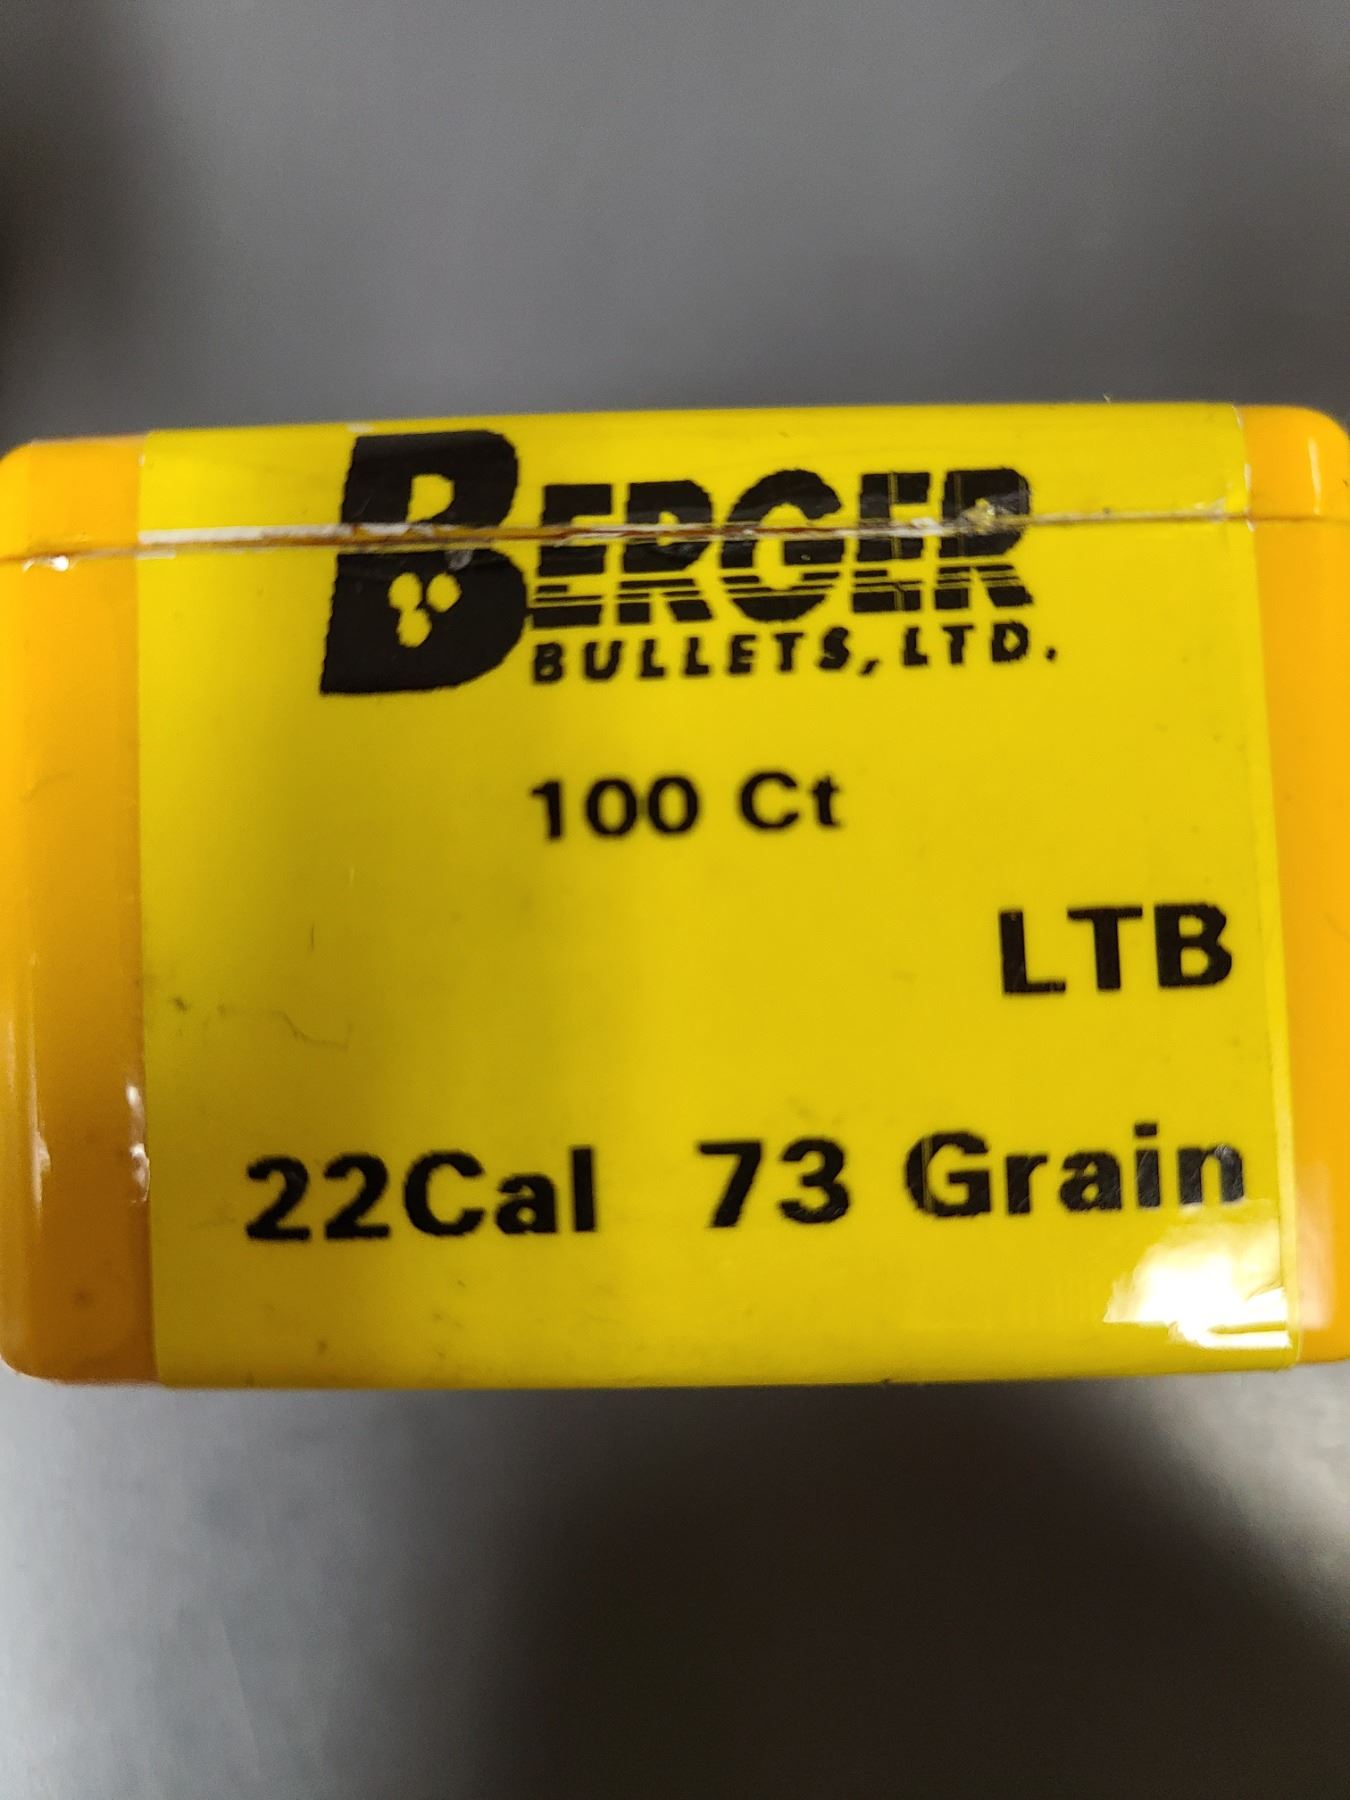 BERGER
BULLETS, LTD.
100 Ct
LTB
22Cal 73 Grain